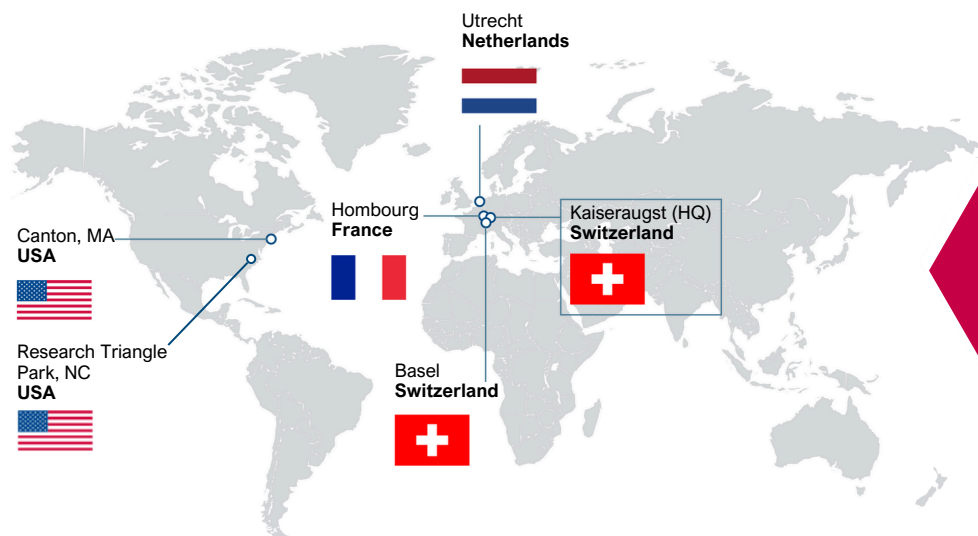 Utrecht
Netherlands
Hombourg
France
Kaiseraugst (HQ)
Switzerland
Canton, MA
USA
Research Triangle
Park, NC
USA
Basel
Switzerland